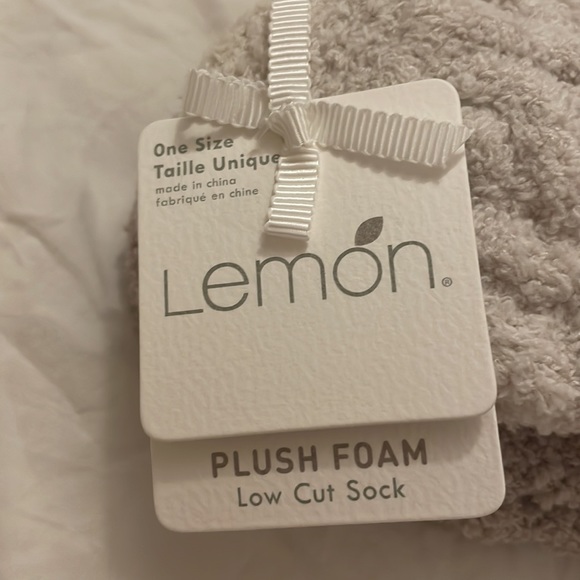 One Size
Taille Unique
made in china
fabriqué en chine
Lemon®
PLUSH FOAM
Low Cut Sock